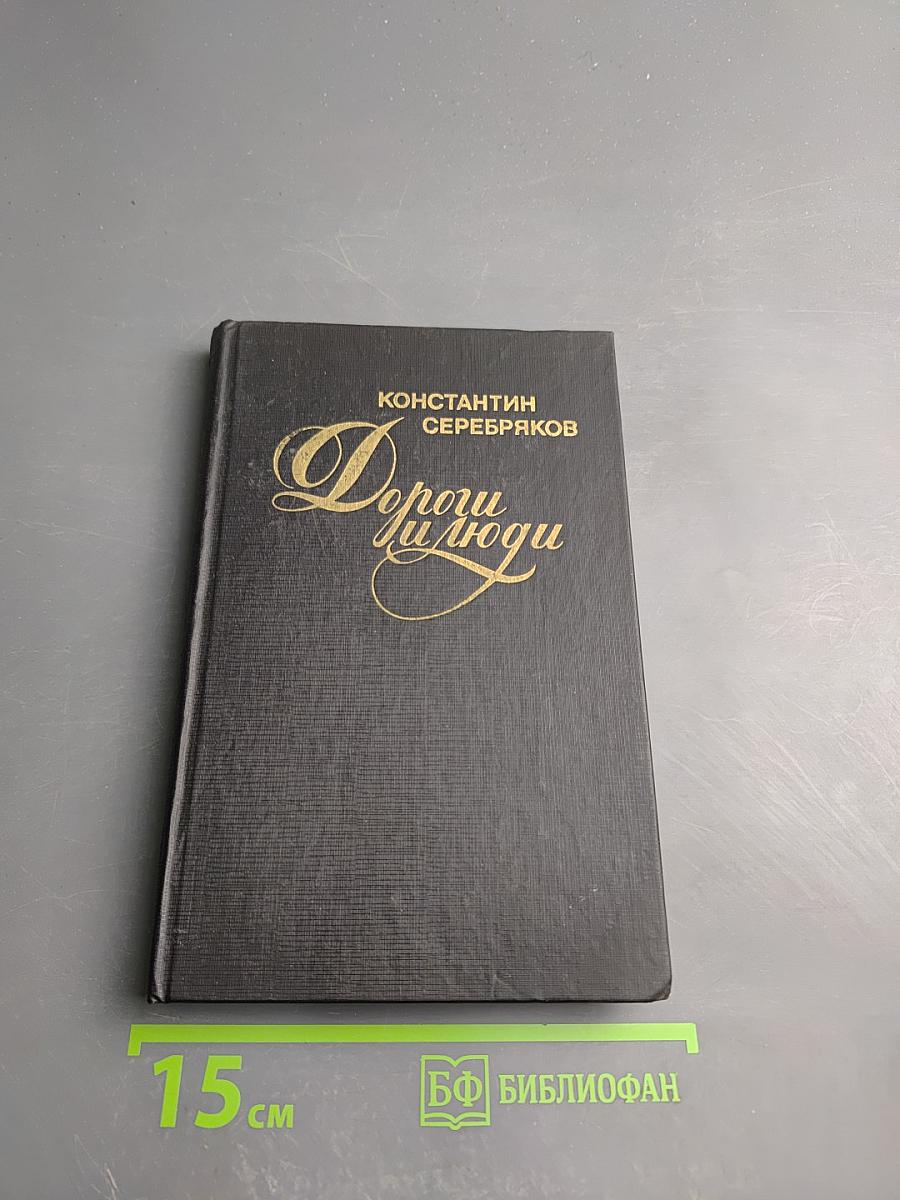 КОНСТАНТИН
СЕРЕБРЯКОВ
Дороги
и люди
15 см
БФ БИБЛИОФАН